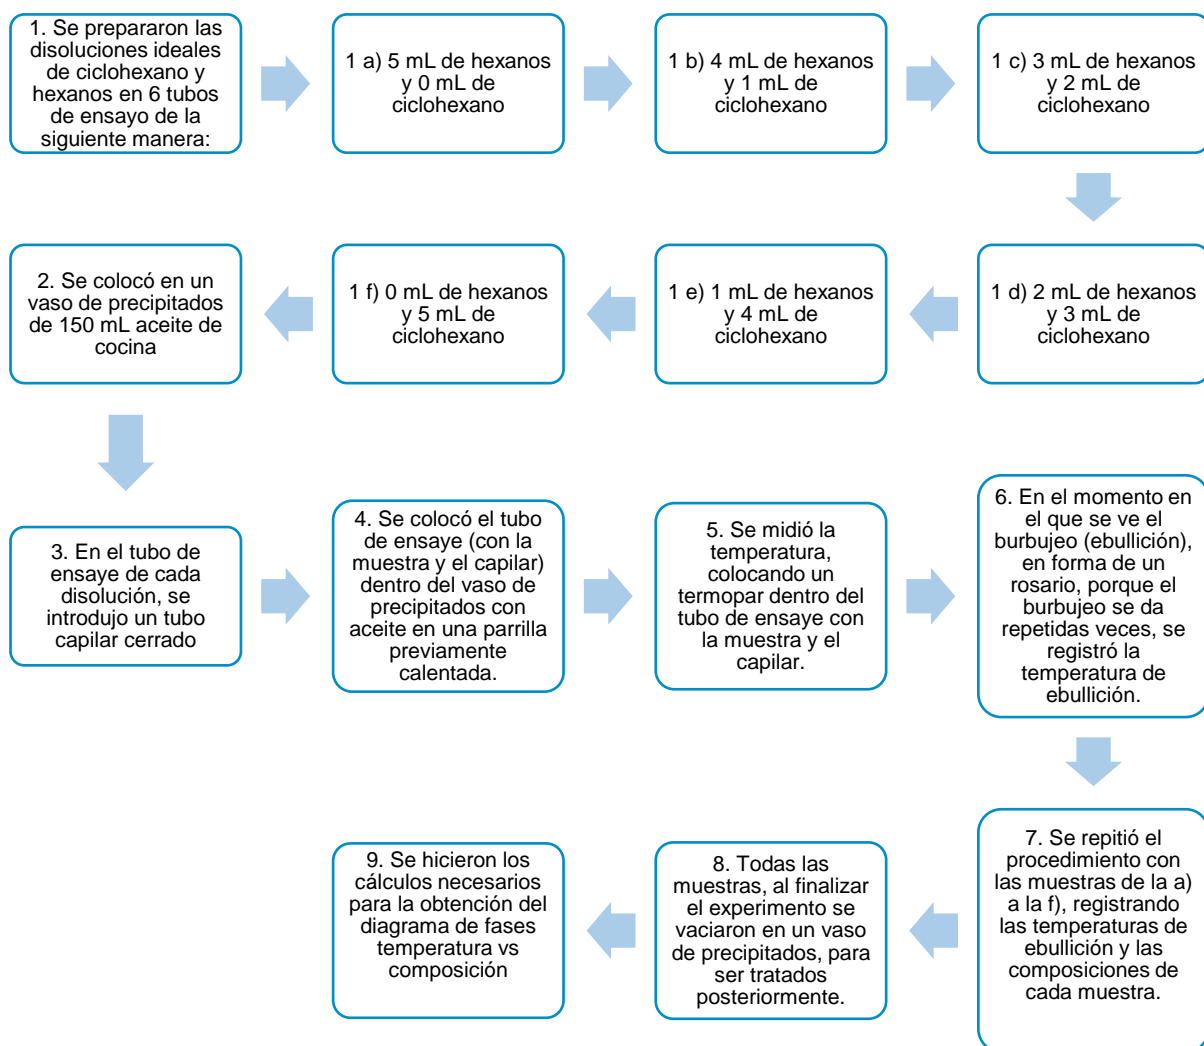 1. Se prepararon las
disoluciones ideales
de ciclohexano y
hexanos en 6 tubos
de ensayo de la
siguiente manera:
1 a) 5 mL de hexanos
y 0 mL de
ciclohexano
1 b) 4 mL de hexanos
y 1 mL de
ciclohexano
1 c) 3 mL de hexanos
y 2 mL de
ciclohexano
1 d) 2 mL de hexanos
y 3 mL de
ciclohexano
1 e) 1 mL de hexanos
y 4 mL de
ciclohexano
1 f) 0 mL de hexanos
y 5 mL de
ciclohexano
2. Se colocó en un
vaso de precipitados
de 150 mL aceite de
cocina
3. En el tubo de
ensaye de cada
disolución, se
introdujo un tubo
capilar cerrado
4. Se colocó el tubo
de ensaye (con la
muestra y el capilar)
dentro del vaso de
precipitados con
aceite en una parrilla
previamente
calentada.
5. Se midió la
temperatura,
colocando un
termopar dentro del
tubo de ensaye con
la muestra y el
capilar.
6. En el momento en
el que se ve el
burbujeo (ebullición),
en forma de un
rosario, porque el
burbujeo se da
repetidas veces, se
registró la
temperatura de
ebullición.
7. Se repitió el
procedimiento con
las muestras de la a)
a la f), registrando
las temperaturas de
ebullición y las
composiciones de
cada muestra.
8. Todas las
muestras, al finalizar
el experimento se
vaciaron en un vaso
de precipitados, para
ser tratados
posteriormente.
9. Se hicieron los
cálculos necesarios
para la obtención del
diagrama de fases
temperatura vs
composición